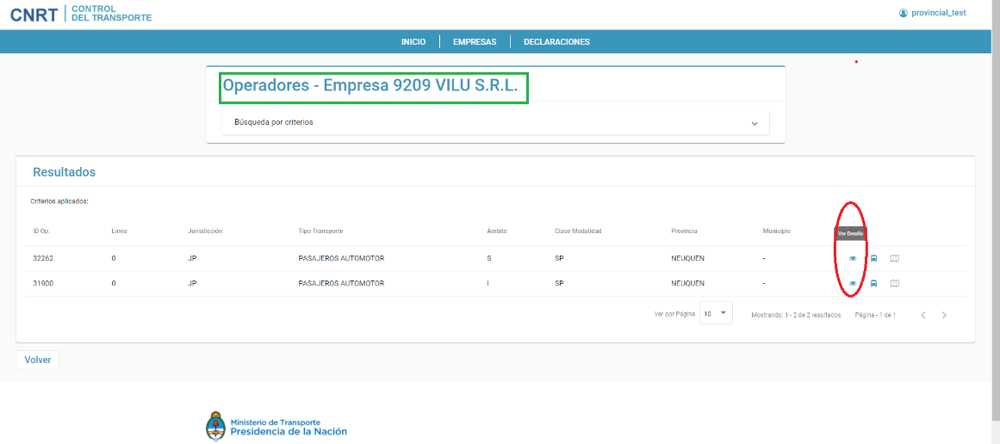 CNRT CONTROL DEL TRANSPORTE
provincial_test
INICIO EMPRESAS DECLARACIONES
Operadores - Empresa 9209 VILU S.R.L.
Búsqueda por criterios
Resultados
Criterios aplicados:
ID Op. Línea Jurisdicción Tipo Transporte Ámbito Clase Modalidad Provincia Municipio Ver Detalle
32262 0 JP PASAJEROS AUTOMOTOR S SP NEUQUEN -
31900 0 JP PASAJEROS AUTOMOTOR I SP NEUQUEN -
Ver por Página 10 Mostrando: 1 - 2 de 2 resultados. Página - 1 de 1
Volver
Ministerio de Transporte
Presidencia de la Nación